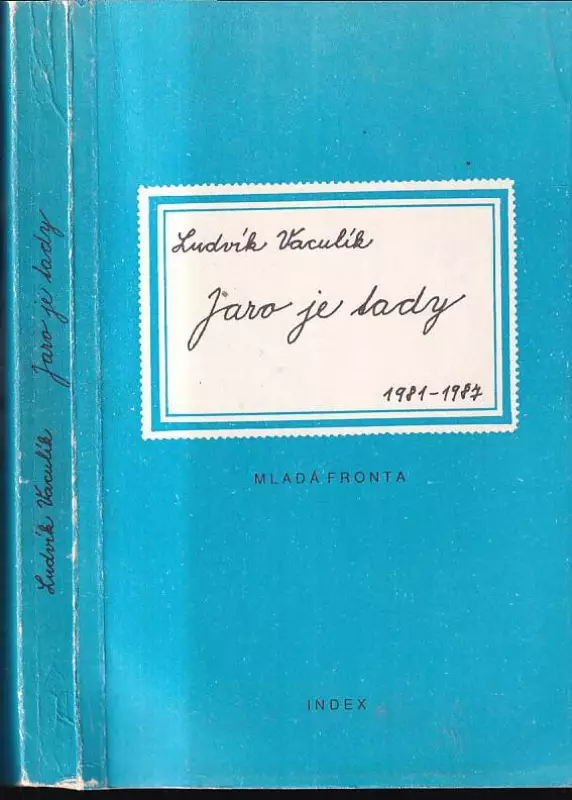 Ludvík Vaculík
Jaro je tady
1981-1987
MLADÁ FRONTA
INDEX
Ludvík Vaculík Jaro je tady